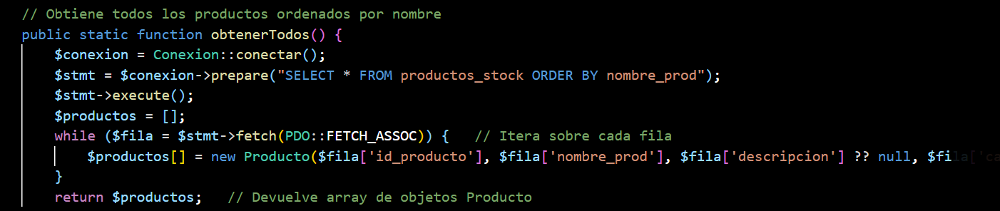 // Obtiene todos los productos ordenados por nombre
public static function obtenerTodos() {
$conexion = Conexion::conectar();
$stmt = $conexion->prepare("SELECT * FROM productos_stock ORDER BY nombre_prod");
$stmt->execute();
$productos = [];
while ($fila = $stmt->fetch(PDO::FETCH_ASSOC)) {   // Itera sobre cada fila
$productos[] = new Producto($fila['id_producto'], $fila['nombre_prod'], $fila['descripcion'] ?? null, $fila['ca
}
return $productos;   // Devuelve array de objetos Producto